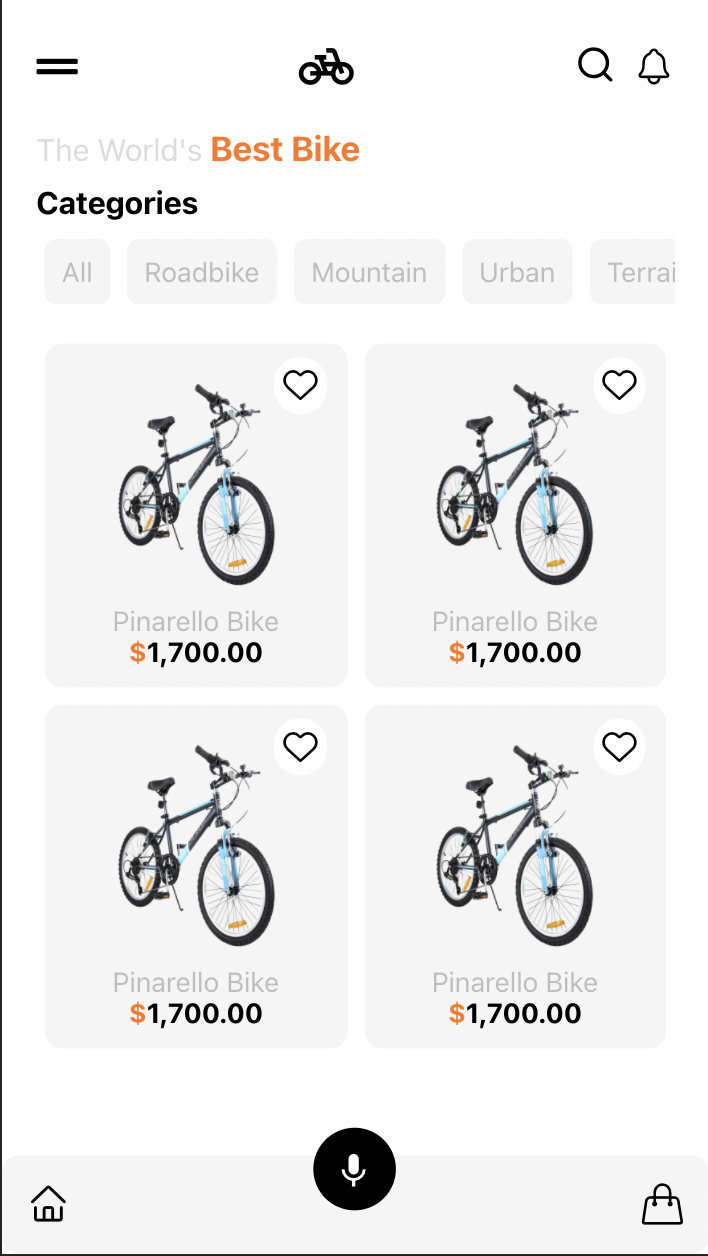 The World's Best Bike
Categories
All Roadbike Mountain Urban Terrai
Pinarello Bike Pinarello Bike
$1,700.00 $1,700.00
Pinarello Bike Pinarello Bike
$1,700.00 $1,700.00